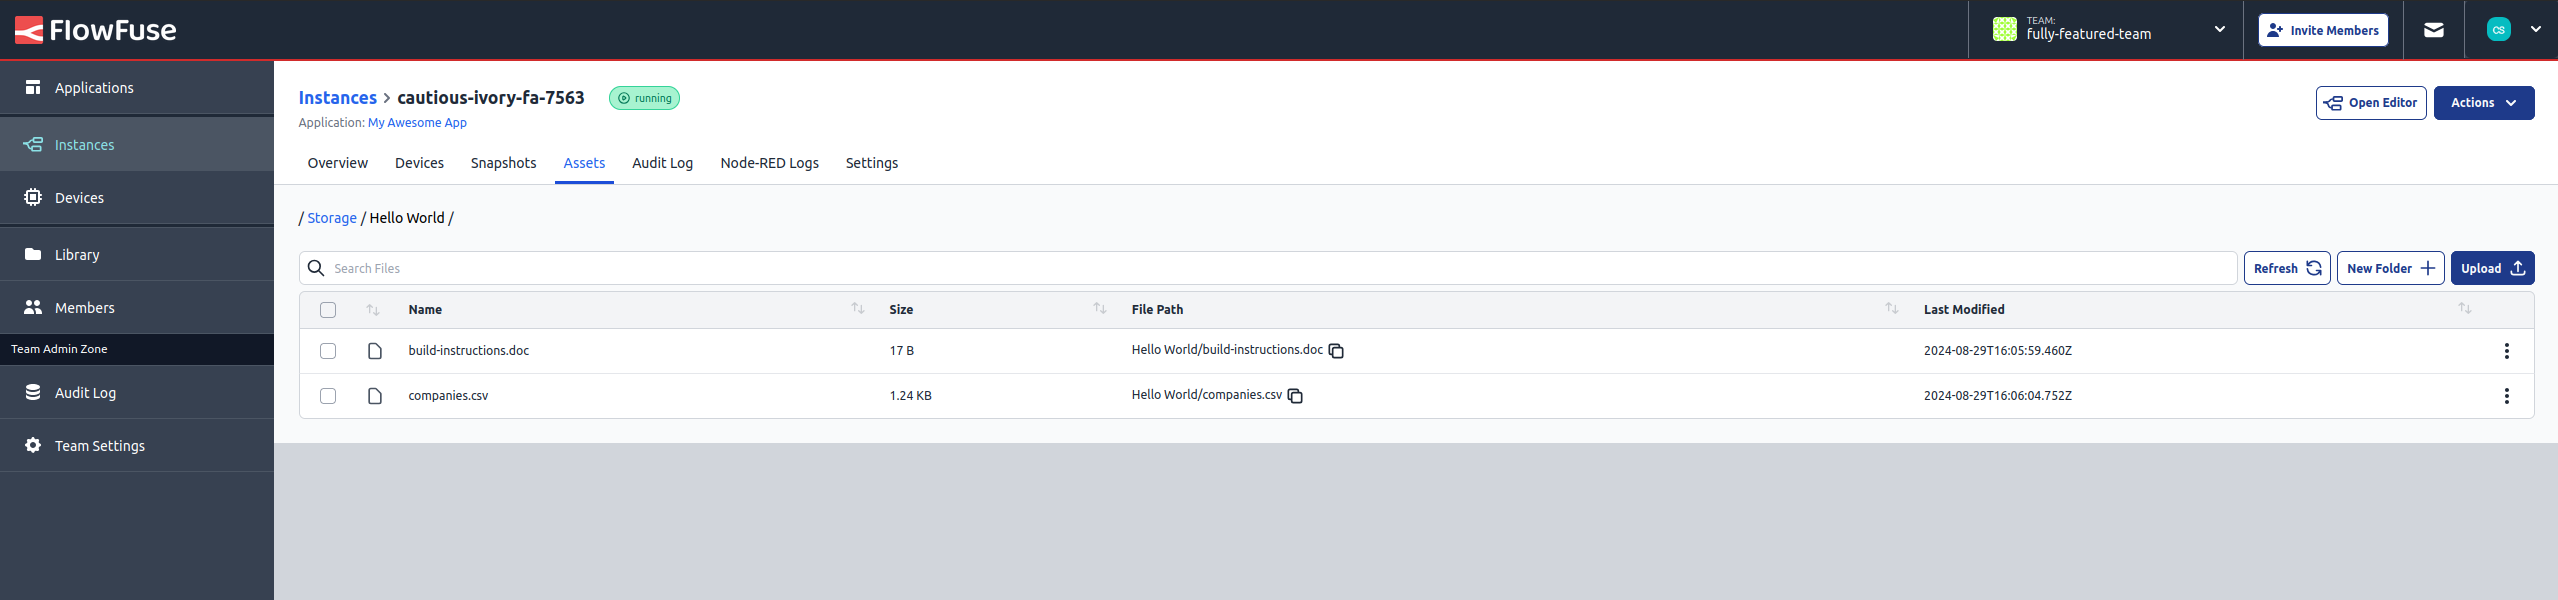 FlowFuse
TEAM:
fully-featured-team
Invite Members
CS
Applications
Instances
Devices
Library
Members
Team Admin Zone
Audit Log
Team Settings
Instances > cautious-ivory-fa-7563 running
Application: My Awesome App
Open Editor
Actions
Overview Devices Snapshots Assets Audit Log Node-RED Logs Settings
/ Storage / Hello World /
Search Files
Refresh
New Folder
Upload
Name Size File Path Last Modified
build-instructions.doc 17 B Hello World/build-instructions.doc 2024-08-29T16:05:59.460Z
companies.csv 1.24 KB Hello World/companies.csv 2024-08-29T16:06:04.752Z